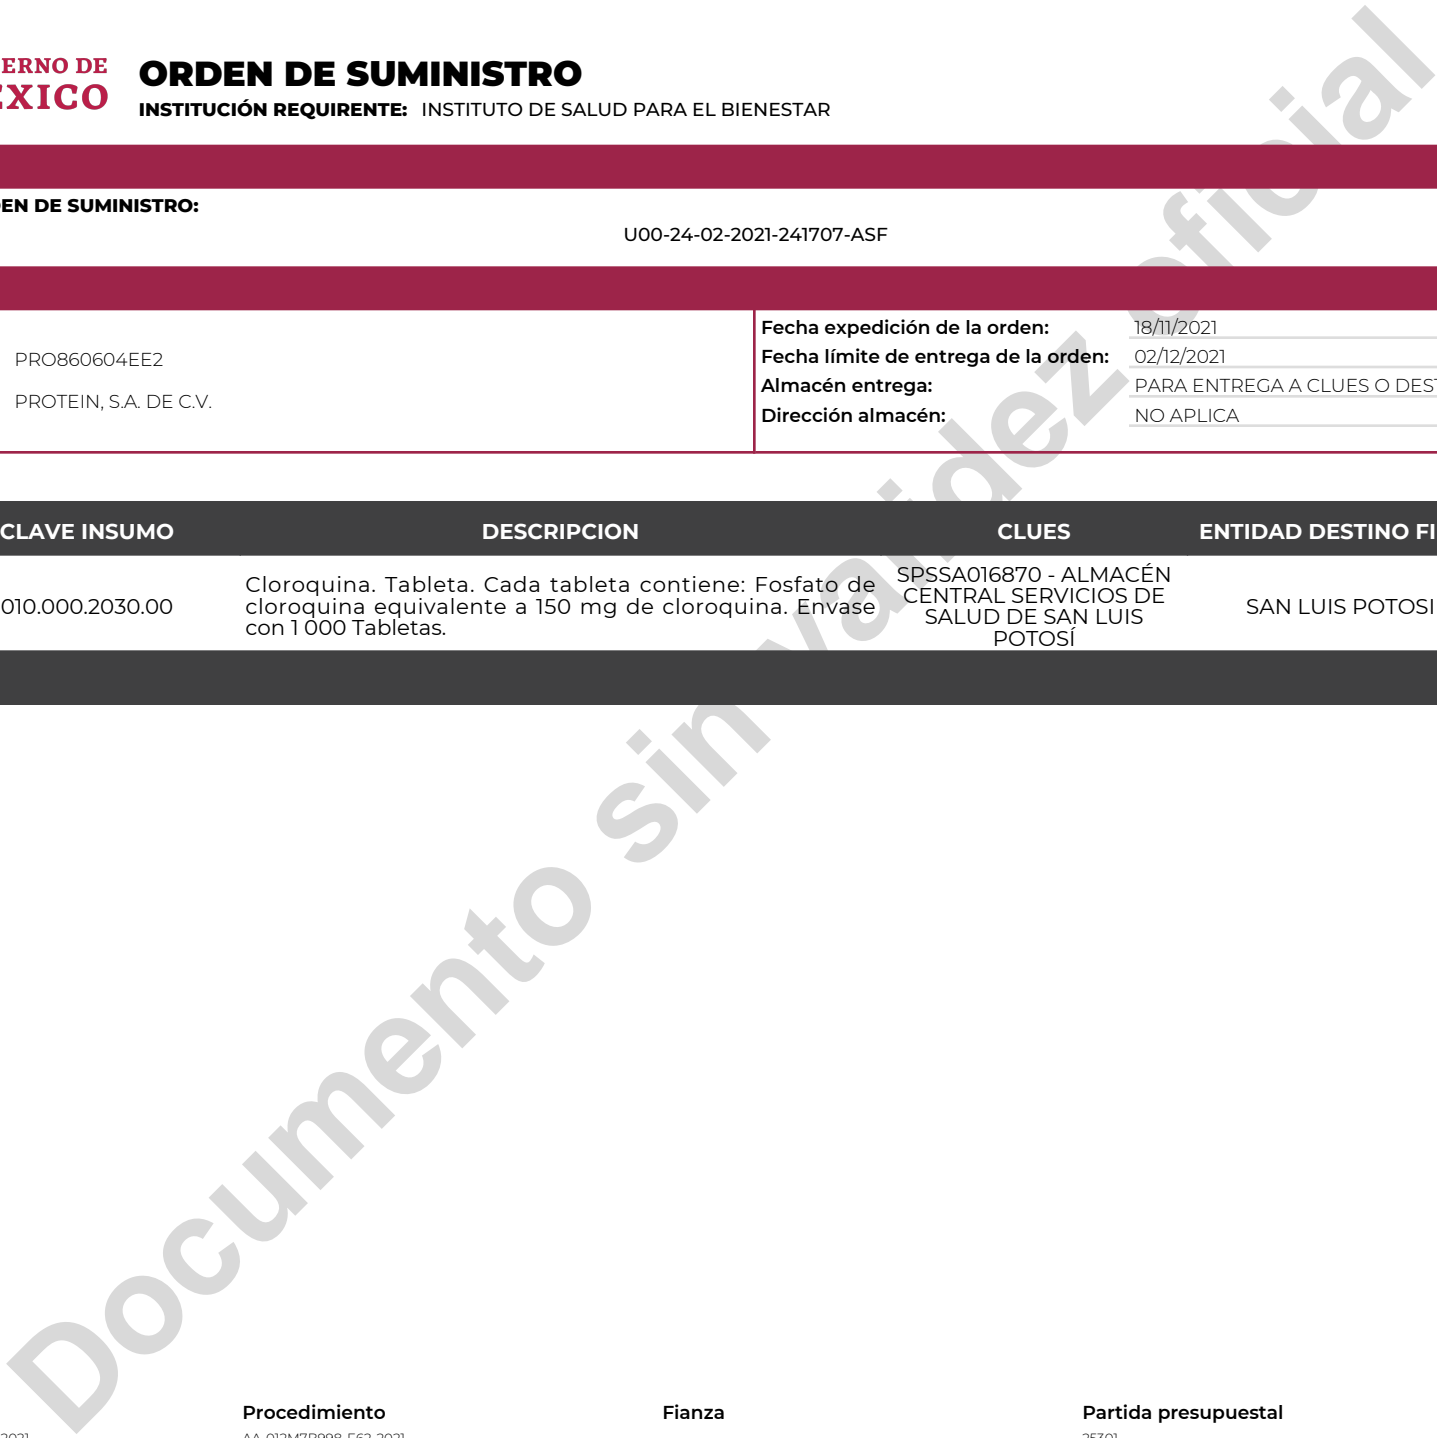 ERNO DE
ÉXICO
ORDEN DE SUMINISTRO
INSTITUCIÓN REQUIRENTE: INSTITUTO DE SALUD PARA EL BIENESTAR
EN DE SUMINISTRO:
U00-24-02-2021-241707-ASF
PRO860604EE2
PROTEIN, S.A. DE C.V.
Fecha expedición de la orden: 18/11/2021
Fecha límite de entrega de la orden: 02/12/2021
Almacén entrega: PARA ENTREGA A CLUES O DEST
Dirección almacén: NO APLICA
CLAVE INSUMO DESCRIPCION CLUES ENTIDAD DESTINO FI
010.000.2030.00
Cloroquina. Tableta. Cada tableta contiene: Fosfato de
cloroquina equivalente a 150 mg de cloroquina. Envase
con 1 000 Tabletas.
SPSSA016870 - ALMACÉN
CENTRAL SERVICIOS DE
SALUD DE SAN LUIS
POTOSÍ
SAN LUIS POTOSI
Documento sin validez oficial
Procedimiento Fianza Partida presupuestal